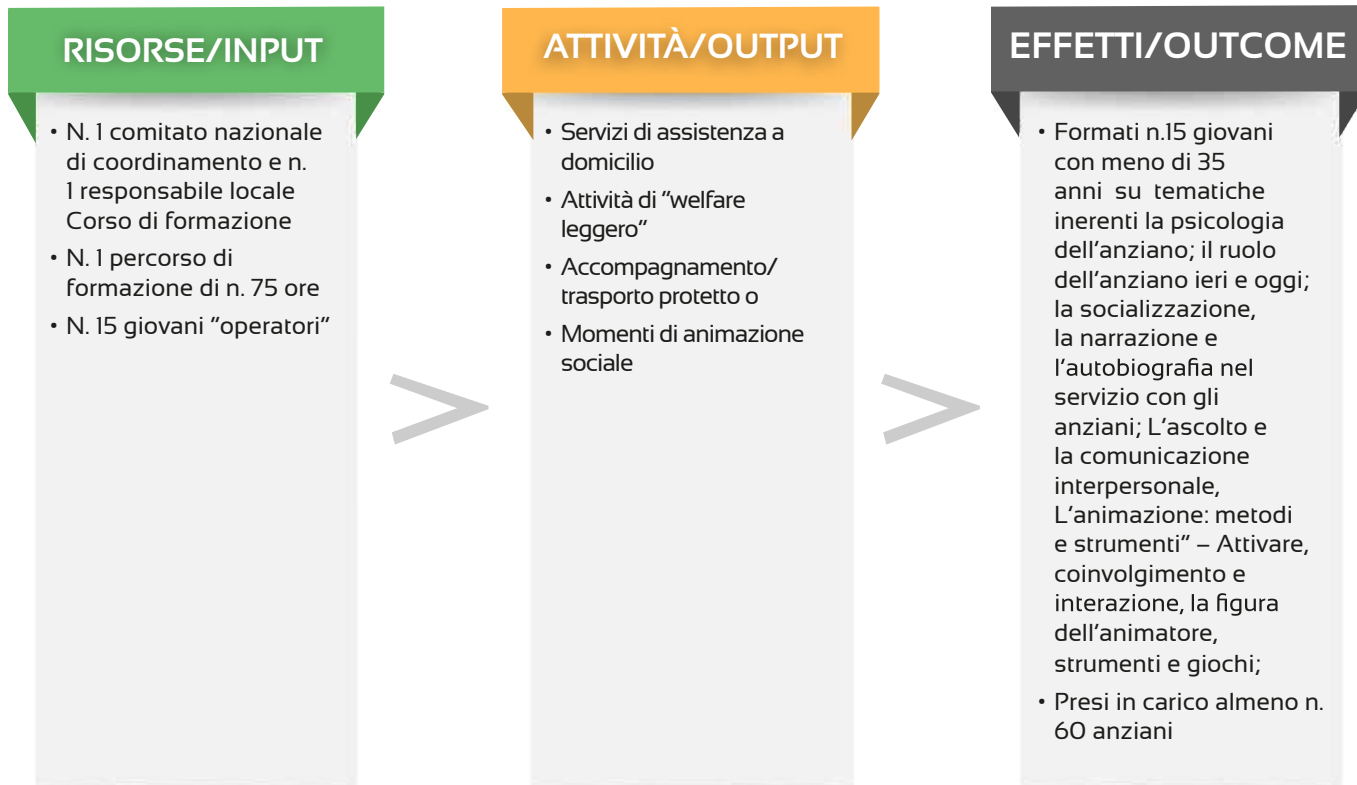 RISORSE/INPUT
• N. 1 comitato nazionale
di coordinamento e n.
1 responsabile locale
Corso di formazione
• N. 1 percorso di
formazione di n. 75 ore
• N. 15 giovani “operatori”
>
ATTIVITÀ/OUTPUT
• Servizi di assistenza a
domicilio
• Attività di “welfare
leggero”
• Accompagnamento/
trasporto protetto o
• Momenti di animazione
sociale
>
EFFETTI/OUTCOME
• Formati n.15 giovani
con meno di 35
anni su tematiche
inerenti la psicologia
dell’anziano; il ruolo
dell’anziano ieri e oggi;
la socializzazione,
la narrazione e
l’autobiografia nel
servizio con gli
anziani; L’ascolto e
la comunicazione
interpersonale,
L’animazione: metodi
e strumenti” – Attivare,
coinvolgimento e
interazione, la figura
dell’animatore,
strumenti e giochi;
• Presi in carico almeno n.
60 anziani